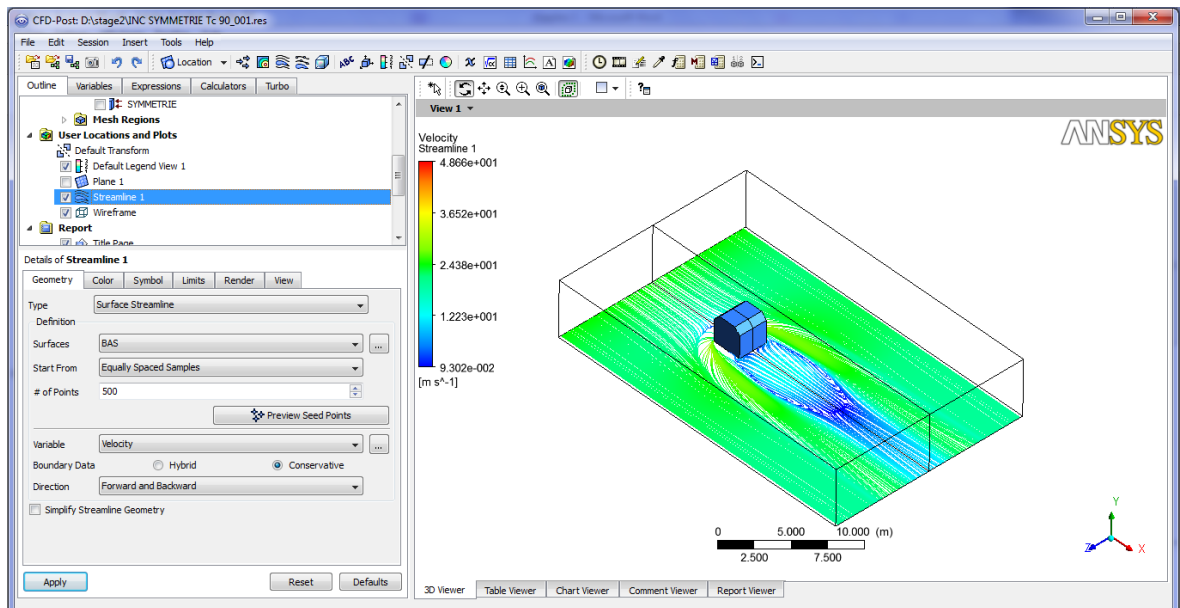 CFD-Post: D:\stage2\INC SYMMETRIE Tc 90_001.res
File Edit Session Insert Tools Help
Location
Outline Variables Expressions Calculators Turbo
SYMMETRIE
Mesh Regions
User Locations and Plots
Default Transform
Default Legend View 1
Plane 1
Streamline 1
Wireframe
Report
Title Page
Details of Streamline 1
Geometry Color Symbol Limits Render View
Type Surface Streamline
Definition
Surfaces BAS ...
Start From Equally Spaced Samples
# of Points 500
Preview Seed Points
Variable Velocity ...
Boundary Data Hybrid Conservative
Direction Forward and Backward
Simplify Streamline Geometry
Apply Reset Defaults
View 1
ANSYS
Velocity
Streamline 1
4.866e+001
3.652e+001
2.438e+001
1.223e+001
9.302e-002
[m s^-1]
0 5.000 10.000 (m)
2.500 7.500
Y
Z X
3D Viewer Table Viewer Chart Viewer Comment Viewer Report Viewer